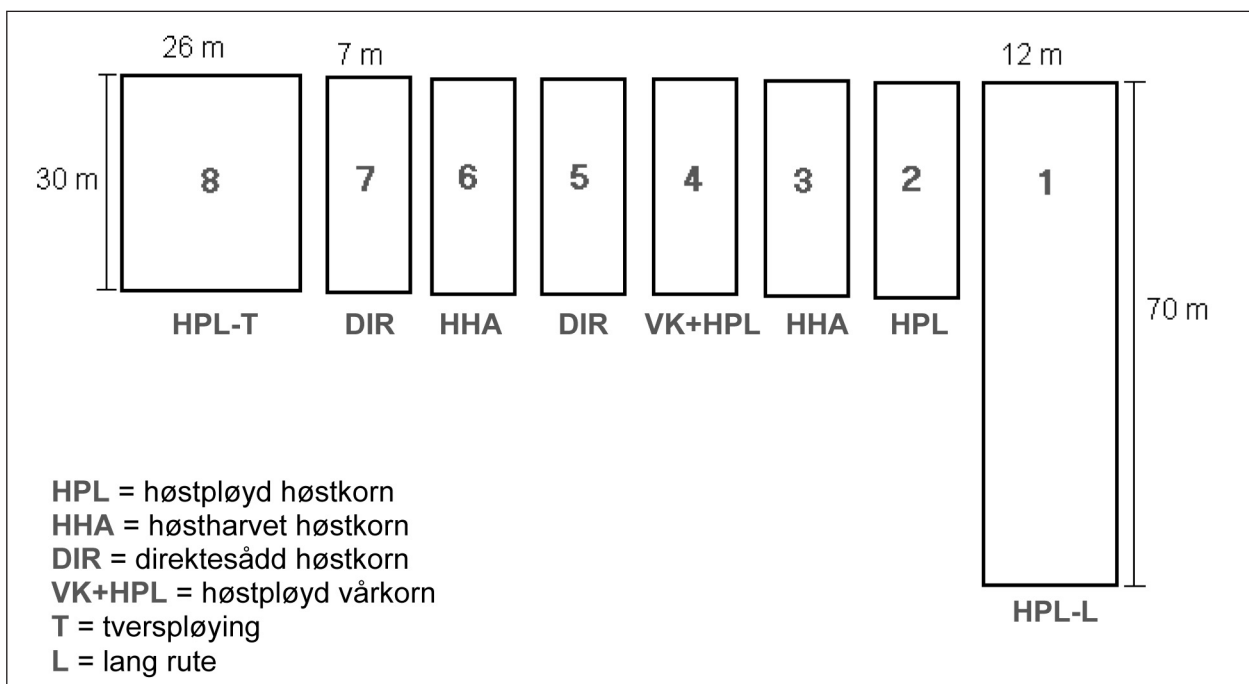 26 m
7 m
12 m
30 m
8
7
6
5
4
3
2
1
70 m
HPL-T
DIR
HHA
DIR
VK+HPL
HHA
HPL
HPL-L
HPL = høstpløyd høstkorn
HHA = høstharvet høstkorn
DIR = direktesådd høstkorn
VK+HPL = høstpløyd vårkorn
T = tverspløying
L = lang rute